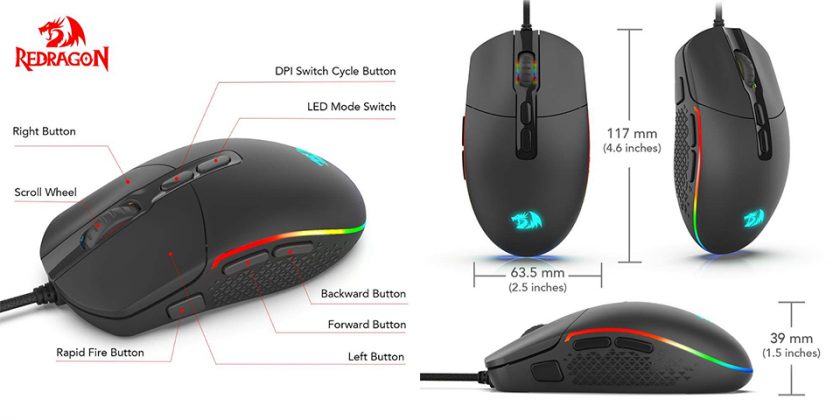 REDRAGON
DPI Switch Cycle Button
LED Mode Switch
Right Button
Scroll Wheel
Backward Button
Forward Button
Rapid Fire Button
Left Button
117 mm
(4.6 inches)
63.5 mm
(2.5 inches)
39 mm
(1.5 inches)